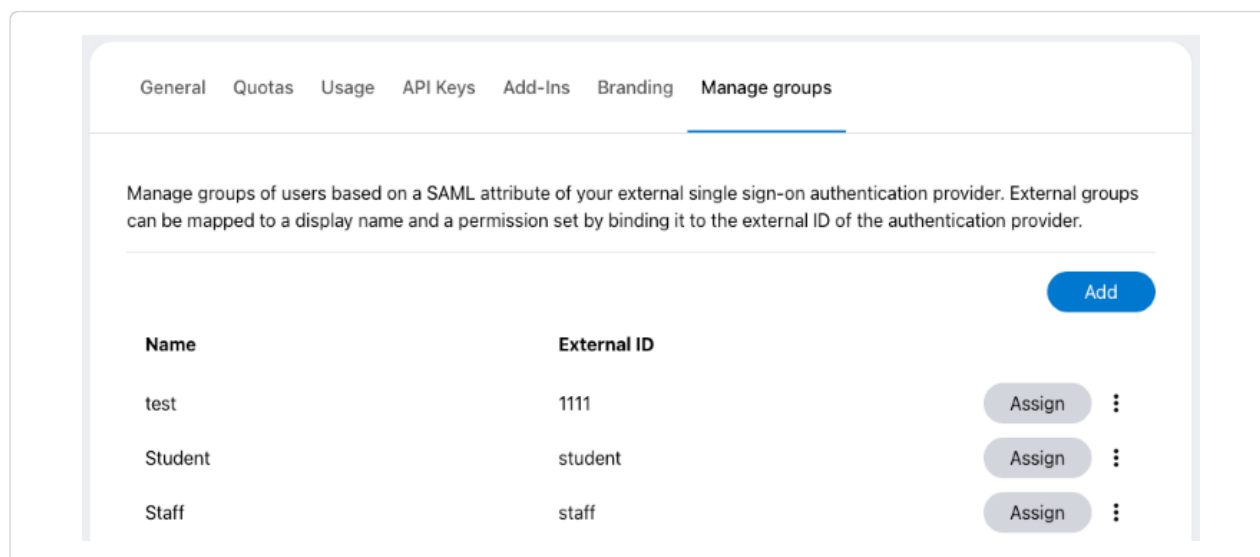 General Quotas Usage API Keys Add-Ins Branding Manage groups
Manage groups of users based on a SAML attribute of your external single sign-on authentication provider. External groups
can be mapped to a display name and a permission set by binding it to the external ID of the authentication provider.
Add
Name External ID
test 1111 Assign
Student student Assign
Staff staff Assign